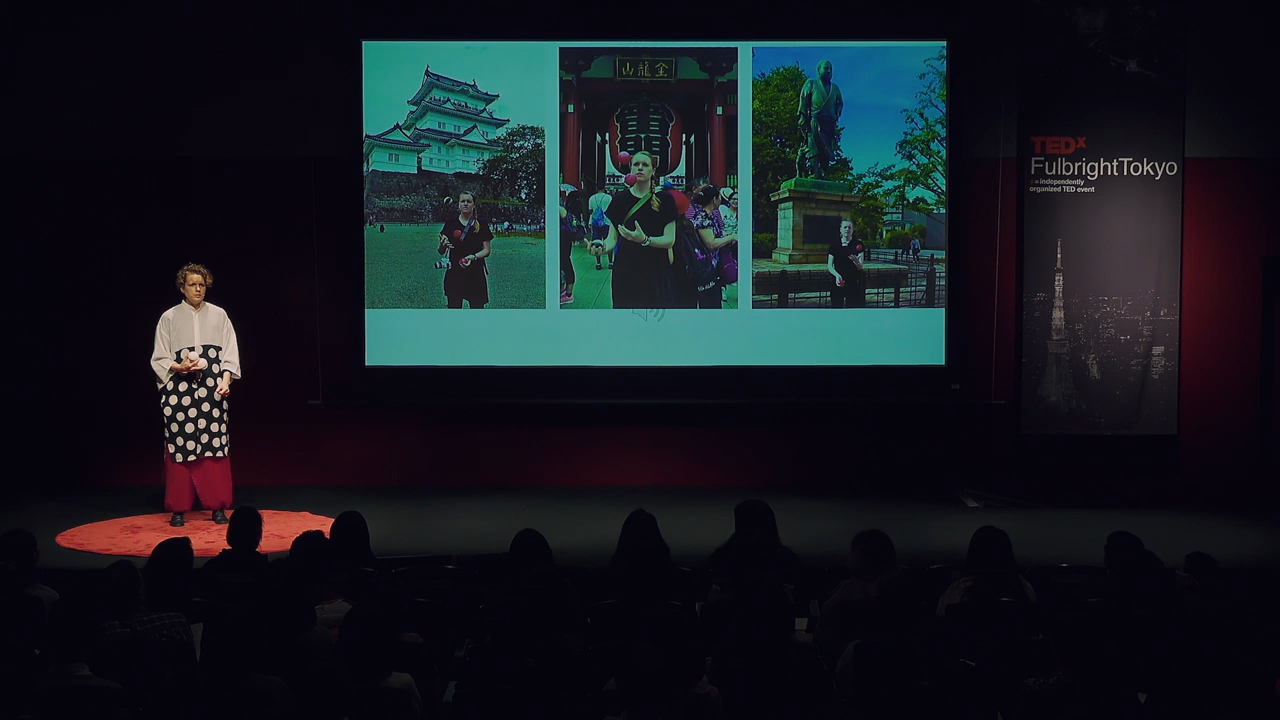 山龍金
TEDx
FulbrightTokyo
x = independently
organized TED event